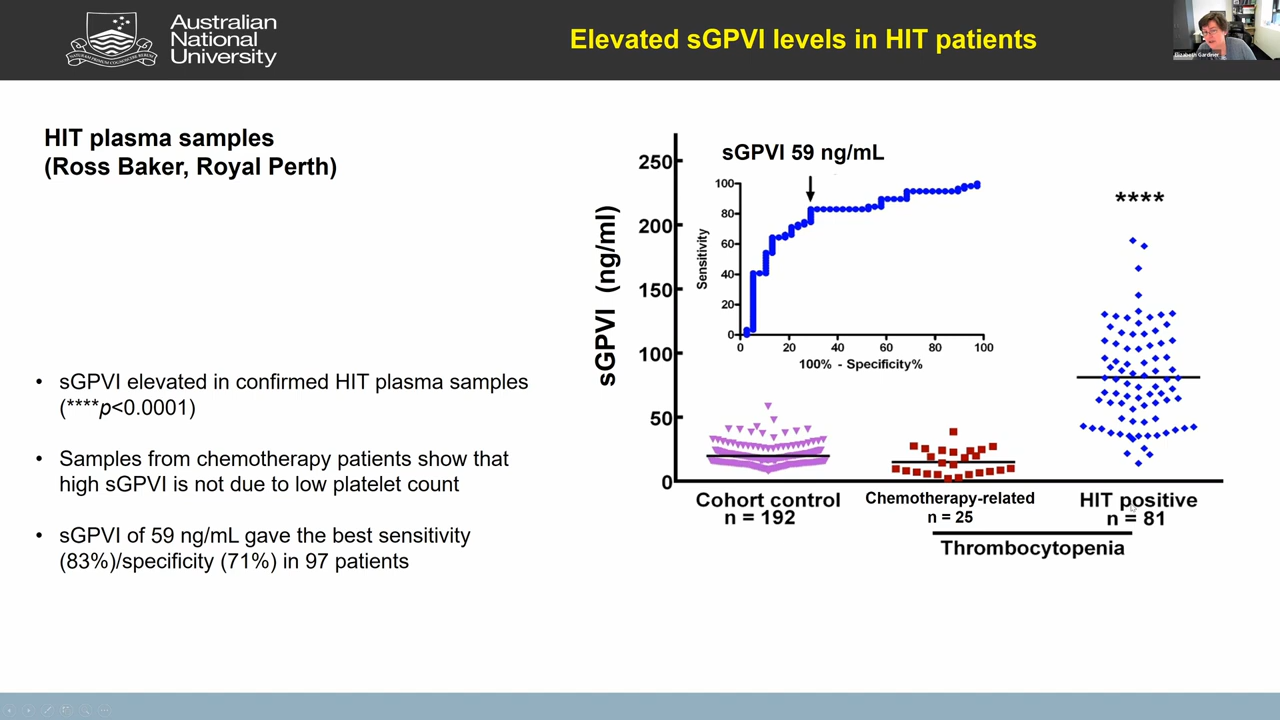 Australian
National
University
Elevated sGPVI levels in HIT patients
Elizabeth Gardiner
HIT plasma samples
(Ross Baker, Royal Perth)
• sGPVI elevated in confirmed HIT plasma samples
(****p<0.0001)
• Samples from chemotherapy patients show that
high sGPVI is not due to low platelet count
• sGPVI of 59 ng/mL gave the best sensitivity
(83%)/specificity (71%) in 97 patients
sGPVI (ng/ml)
250
200
150
100
50
0
sGPVI 59 ng/mL
Sensitivity
100
80
60
40
20
0
0 20 40 60 80 100
100% - Specificity%
****
Cohort control
n = 192
Chemotherapy-related
n = 25
HIT positive
n = 81
Thrombocytopenia